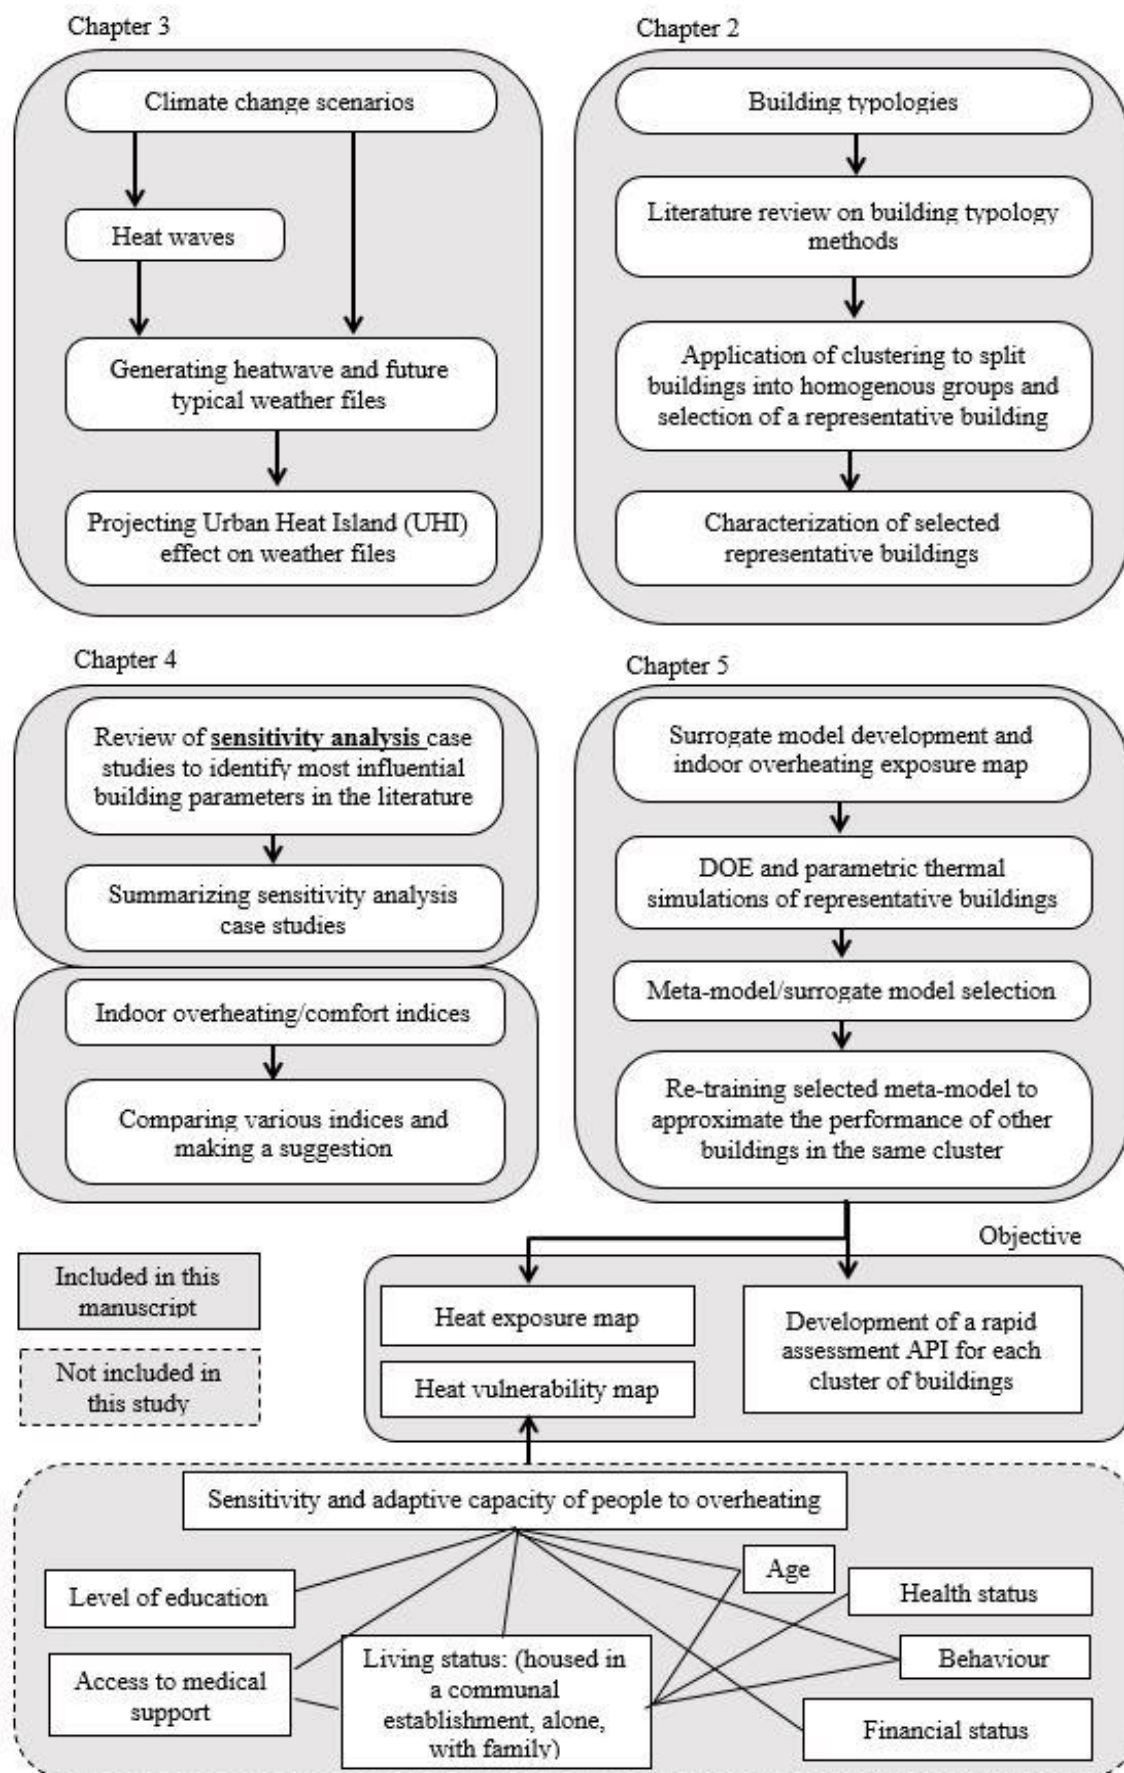 Chapter 3
Climate change scenarios
Heat waves
Generating heatwave and future
typical weather files
Projecting Urban Heat Island (UHI)
effect on weather files
Chapter 2
Building typologies
Literature review on building typology
methods
Application of clustering to split
buildings into homogenous groups and
selection of a representative building
Characterization of selected
representative buildings
Chapter 4
Review of sensitivity analysis case
studies to identify most influential
building parameters in the literature
Summarizing sensitivity analysis
case studies
Indoor overheating/comfort indices
Comparing various indices and
making a suggestion
Chapter 5
Surrogate model development and
indoor overheating exposure map
DOE and parametric thermal
simulations of representative buildings
Meta-model/surrogate model selection
Re-training selected meta-model to
approximate the performance of other
buildings in the same cluster
Objective
Included in this
manuscript
Not included in
this study
Heat exposure map
Heat vulnerability map
Development of a rapid
assessment API for each
cluster of buildings
Sensitivity and adaptive capacity of people to overheating
Level of education
Access to medical
support
Living status: (housed in
a communal
establishment, alone,
with family)
Age
Health status
Behaviour
Financial status